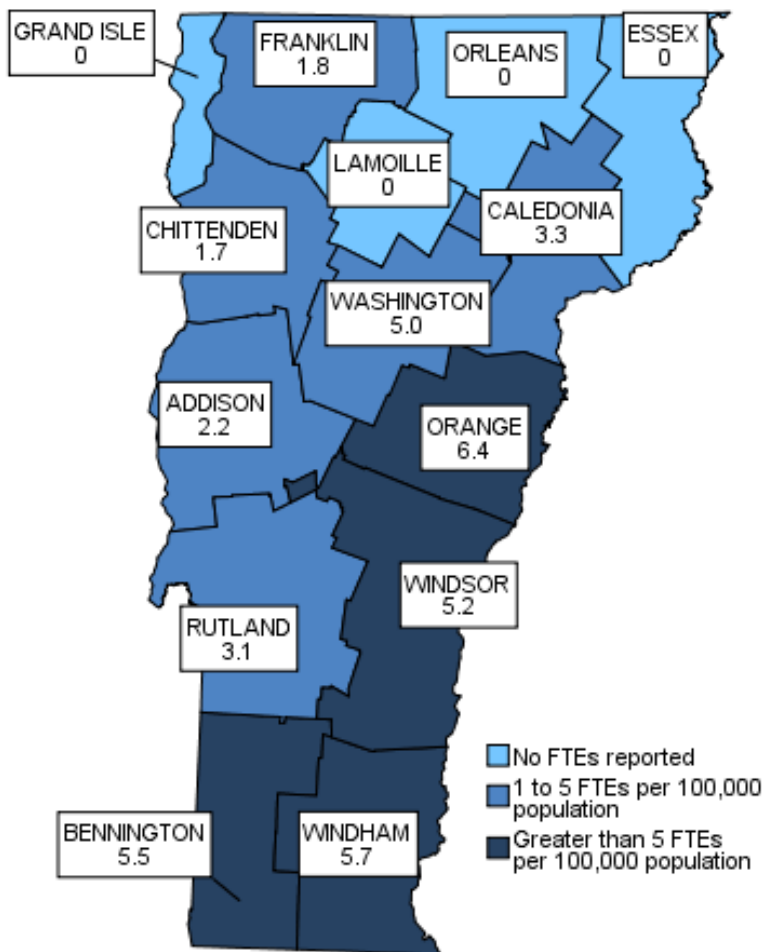 GRAND ISLE
0
FRANKLIN
1.8
ORLEANS
0
ESSEX
0
LAMOILLE
0
CHITTENDEN
1.7
CALEDONIA
3.3
WASHINGTON
5.0
ADDISON
2.2
ORANGE
6.4
WINDSOR
5.2
RUTLAND
3.1
BENNINGTON
5.5
WINDHAM
5.7
No FTEs reported
1 to 5 FTEs per 100,000
population
Greater than 5 FTEs
per 100,000 population